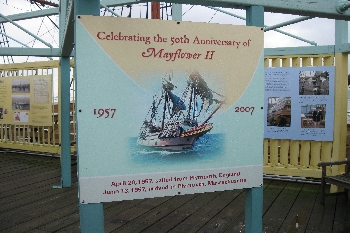 Celebrating the 50th Anniversary of
Mayflower II
1957 2007
April 20, 1957, sailed from Plymouth, England
June 13, 1957, arrived in Plymouth, Massachusetts